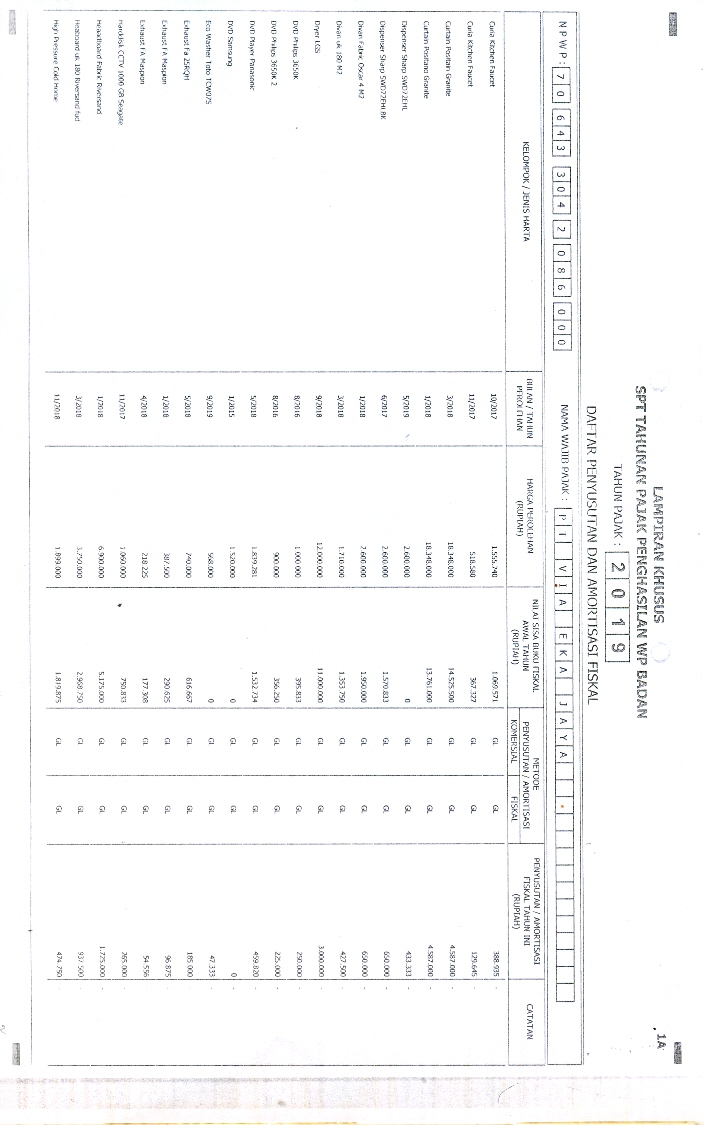 1A
LAMPIRAN KHUSUS
SPT TAHUNAN PAJAK PENGHASILAN WP BADAN
TAHUN PAJAK : 2 0 1 9
DAFTAR PENYUSUTAN DAN AMORTISASI FISKAL
N P W P : 7 0 6 4 3 3 0 4 2 0 8 6 0 0 0 NAMA WAJIB PAJAK : P T V I A E K A J A Y A
KELOMPOK / JENIS HARTA BULAN / TAHUN PEROLEHAN HARGA PEROLEHAN (RUPIAH) NILAI SISA BUKU FISKAL AWAL TAHUN (RUPIAH) METODE PENYUSUTAN / AMORTISASI KOMERSIAL FISKAL PENYUSUTAN / AMORTISASI FISKAL TAHUN INI (RUPIAH) CATATAN
Curia Kitchen Faucet 10/2017 1.555.740 1.069.571 GL GL 388.935 -
Curia Kitchen Faucet 11/2017 518.580 367.327 GL GL 129.645 -
Curtain Positain Granite 3/2018 18.348.000 14.525.500 GL GL 4.587.000 -
Curtain Positano Granite 1/2018 18.348.000 13.761.000 GL GL 4.587.000 -
Dispenser Sharp SWD72EHL 5/2019 2.600.000 0 GL GL 433.333 -
Dispenser Sharp SWD72EHI BK 6/2017 2.600.000 1.570.833 GL GL 650.000 -
Divan Fabric Oscar 4 M2 1/2018 2.600.000 1.950.000 GL GL 650.000 -
Divan uk 180 M2 3/2018 1.710.000 1.353.750 GL GL 427.500 -
Dryer LGS 9/2018 12.000.000 11.000.000 GL GL 3.000.000 -
DVD Philips 3650K 8/2016 1.000.000 395.833 GL GL 250.000 -
DVD Philips 3650K 2 8/2016 900.000 356.250 GL GL 225.000 -
DVD Player Panasonic 5/2018 1.839.281 1.532.734 GL GL 459.820 -
DVD Samsung 1/2015 1.520.000 0 GL GL 0 -
Eco Washer Toto TCW07S 9/2019 568.000 0 GL GL 47.333 -
Exhaust Fa 25RQH 5/2018 740.000 616.667 GL GL 185.000 -
Exhaust FA Maspion 1/2018 387.500 290.625 GL GL 96.875 -
Exhaust FA Maspion 4/2018 218.225 177.308 GL GL 54.556 -
Harddisk CCTV 1000 GB Seagate 11/2017 1.060.000 750.833 GL GL 265.000 -
Headboard Fabric Riversand 1/2018 6.900.000 5.175.000 GL GL 1.725.000 -
Heaboard uk 180 Riversand fud 3/2018 3.750.000 2.968.750 GL GL 937.500 -
High Pressure Cold Home 11/2018 1.899.000 1.819.875 GL GL 474.750 -